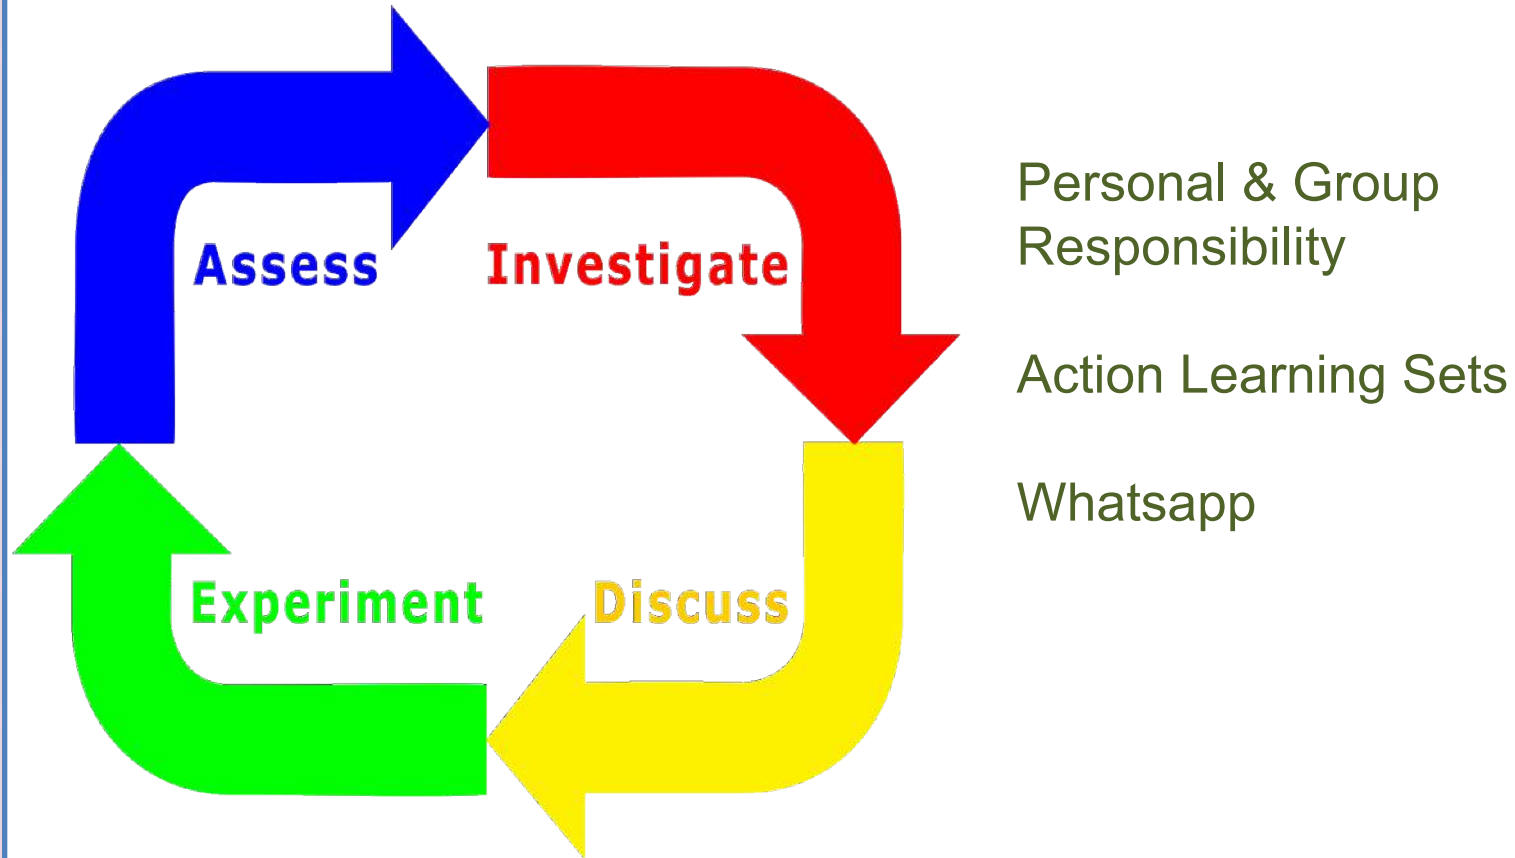 Assess
Investigate
Experiment
Discuss
Personal & Group
Responsibility
Action Learning Sets
Whatsapp